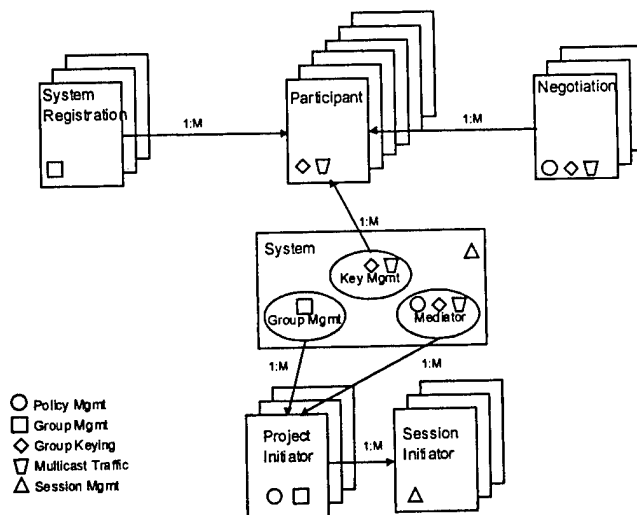 System
Registration
Participant
Negotiation
1:M
1:M
1:M
System
Key Mgmt
Group Mgmt
Mediator
1:M
1:M
Policy Mgmt
Group Mgmt
Group Keying
Multicast Traffic
Session Mgmt
Project
Initiator
1:M
Session
Initiator